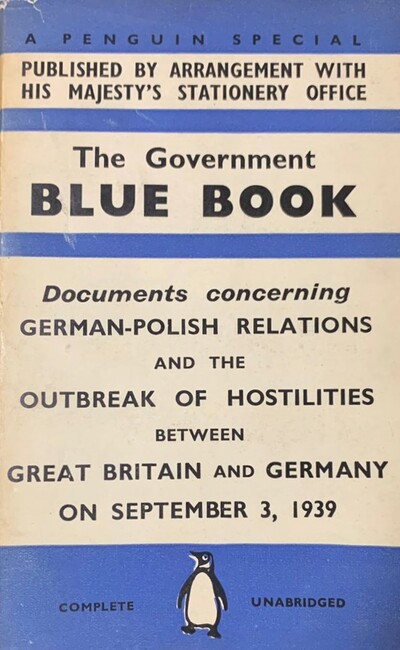 A PENGUIN SPECIAL
PUBLISHED BY ARRANGEMENT WITH
HIS MAJESTY'S STATIONERY OFFICE
The Government
BLUE BOOK
Documents concerning
GERMAN-POLISH RELATIONS
AND THE
OUTBREAK OF HOSTILITIES
BETWEEN
GREAT BRITAIN AND GERMANY
ON SEPTEMBER 3, 1939
COMPLETE UNABRIDGED